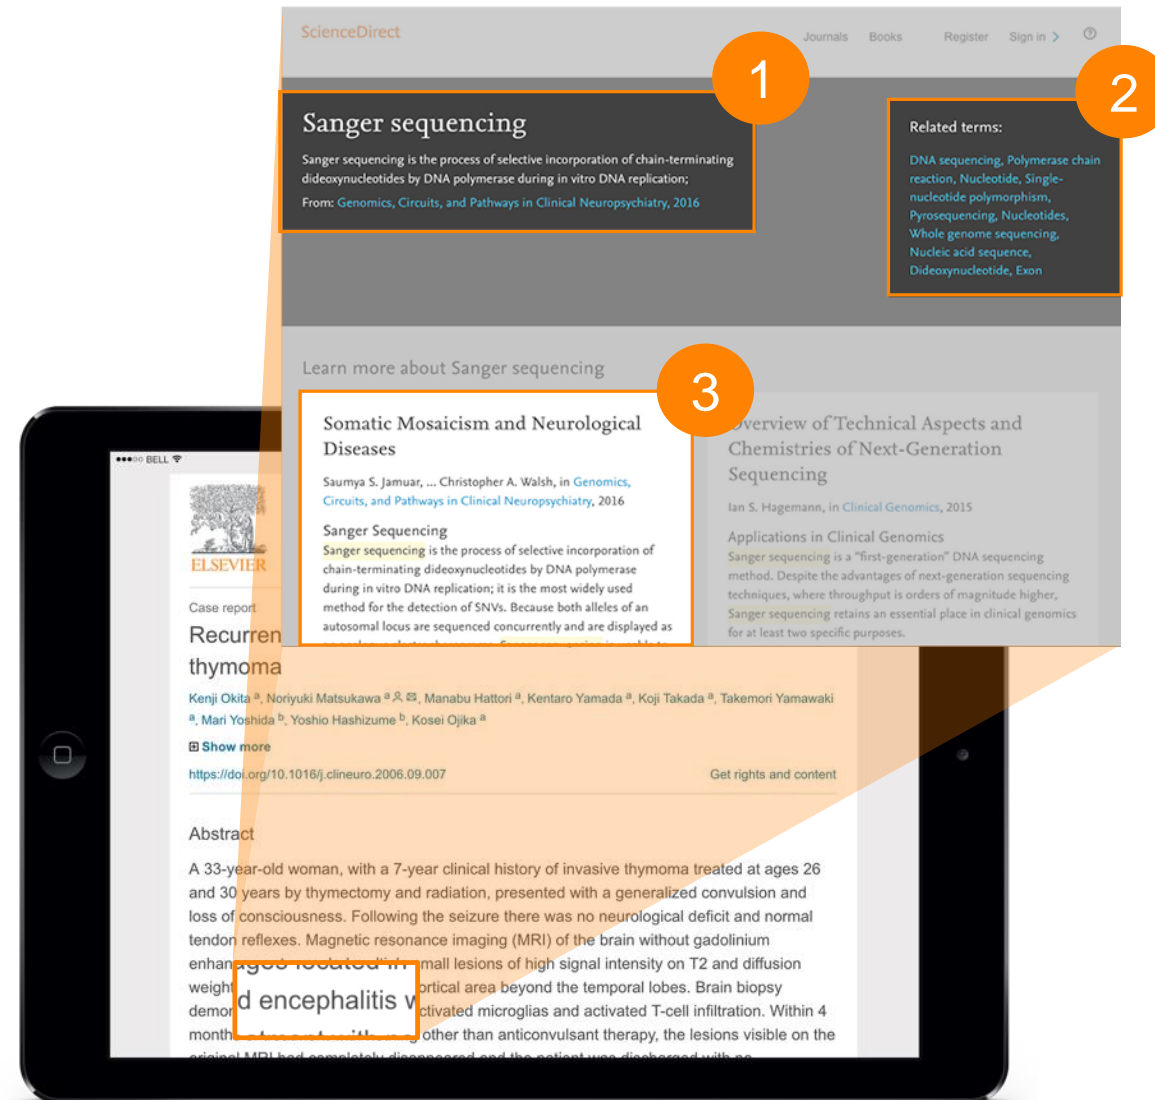 ScienceDirect
Journals Books Register Sign in > ?
1
2
Sanger sequencing
Sanger sequencing is the process of selective incorporation of chain-terminating
dideoxynucleotides by DNA polymerase during in vitro DNA replication;
From: Genomics, Circuits, and Pathways in Clinical Neuropsychiatry, 2016
Related terms:
DNA sequencing, Polymerase chain
reaction, Nucleotide, Single-
nucleotide polymorphism,
Pyrosequencing, Nucleotides,
Whole genome sequencing,
Nucleic acid sequence,
Dideoxynucleotide, Exon
Learn more about Sanger sequencing
3
Somatic Mosaicism and Neurological
Diseases
Saumya S. Jamuar, ... Christopher A. Walsh, in Genomics,
Circuits, and Pathways in Clinical Neuropsychiatry, 2016
Sanger Sequencing
Sanger sequencing is the process of selective incorporation of
chain-terminating dideoxynucleotides by DNA polymerase
during in vitro DNA replication; it is the most widely used
method for the detection of SNVs. Because both alleles of an
autosomal locus are sequenced concurrently and are displayed as
Overview of Technical Aspects and
Chemistries of Next-Generation
Sequencing
Ian S. Hagemann, in Clinical Genomics, 2015
Applications in Clinical Genomics
Sanger sequencing is a "first-generation" DNA sequencing
method. Despite the advantages of next-generation sequencing
techniques, where throughput is orders of magnitude higher,
Sanger sequencing retains an essential place in clinical genomics
for at least two specific purposes.
BELL
ELSEVIER
Case report
Recurren
thymoma
Kenji Okita a, Noriyuki Matsukawa a, Manabu Hattori a, Kentaro Yamada a, Koji Takada a, Takemori Yamawaki
a, Mari Yoshida b, Yoshio Hashizume b, Kosei Ojika a
Show more
https://doi.org/10.1016/j.clineuro.2006.09.007 Get rights and content
Abstract
A 33-year-old woman, with a 7-year clinical history of invasive thymoma treated at ages 26
and 30 years by thymectomy and radiation, presented with a generalized convulsion and
loss of consciousness. Following the seizure there was no neurological deficit and normal
tendon reflexes. Magnetic resonance imaging (MRI) of the brain without gadolinium
enhan mall lesions of high signal intensity on T2 and diffusion
weight rtical area beyond the temporal lobes. Brain biopsy
d encephalitis w
demor ctivated microglias and activated T-cell infiltration. Within 4
month other than anticonvulsant therapy, the lesions visible on the